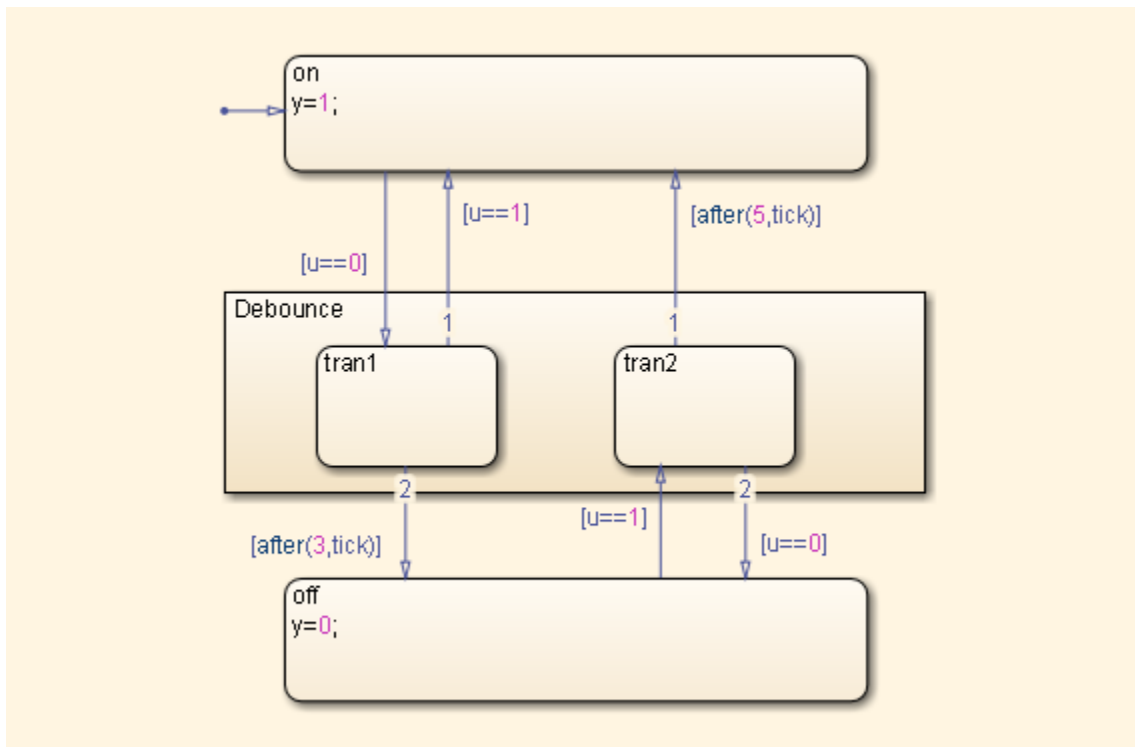 on
y=1;
[u==1]
[after(5,tick)]
[u==0]
Debounce
1
1
tran1
tran2
2
2
[u==1]
[after(3,tick)]
[u==0]
off
y=0;